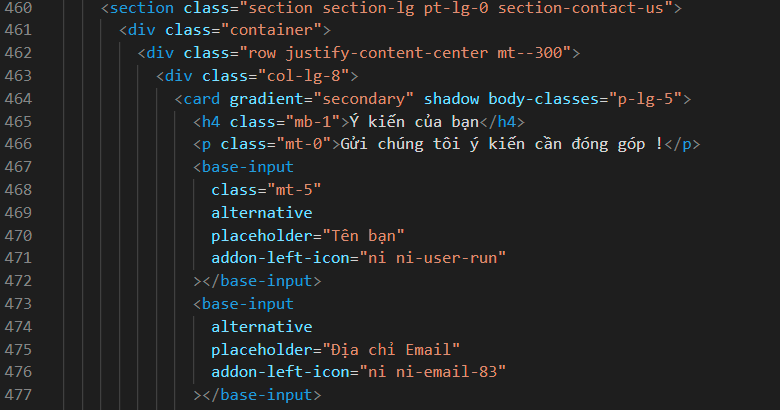 460 <section class="section section-lg pt-lg-0 section-contact-us">
461 <div class="container">
462 <div class="row justify-content-center mt--300">
463 <div class="col-lg-8">
464 <card gradient="secondary" shadow body-classes="p-lg-5">
465 <h4 class="mb-1">Ý kiến của bạn</h4>
466 <p class="mt-0">Gửi chúng tôi ý kiến cần đóng góp !</p>
467 <base-input
468 class="mt-5"
469 alternative
470 placeholder="Tên bạn"
471 addon-left-icon="ni ni-user-run"
472 ></base-input>
473 <base-input
474 alternative
475 placeholder="Địa chỉ Email"
476 addon-left-icon="ni ni-email-83"
477 ></base-input>